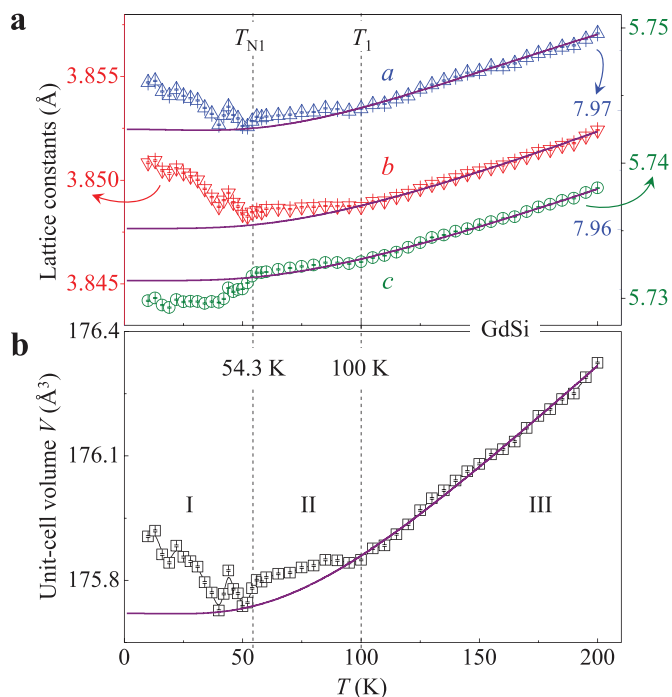 a
T_N1
T_1
Lattice constants (Å)
3.855
3.850
3.845
a
b
c
7.97
7.96
5.75
5.74
5.73
GdSi
b
54.3 K
100 K
Unit-cell volume V (Å³)
176.4
176.1
175.8
I
II
III
0
50
100
150
200
T (K)